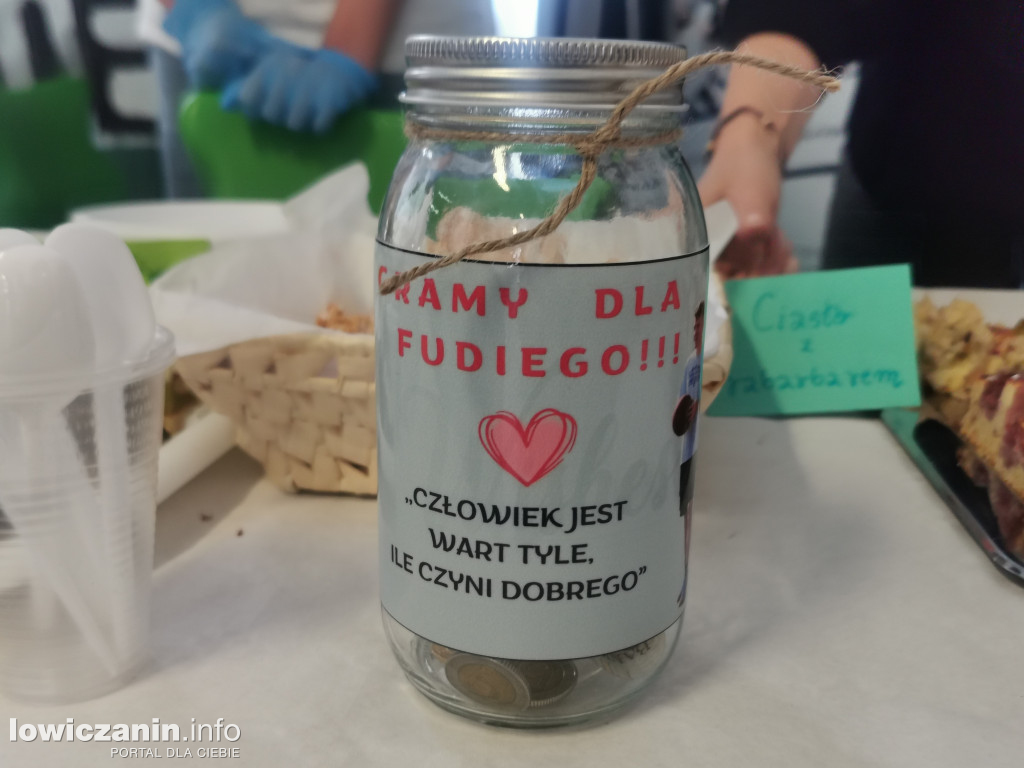 GRAMY DLA
FUDIEGO!!!
„CZŁOWIEK JEST
WART TYLE,
ILE CZYNI DOBREGO”
Ciasto
z
rabarbarem
lowiczanin.info
PORTAL DLA CIEBIE